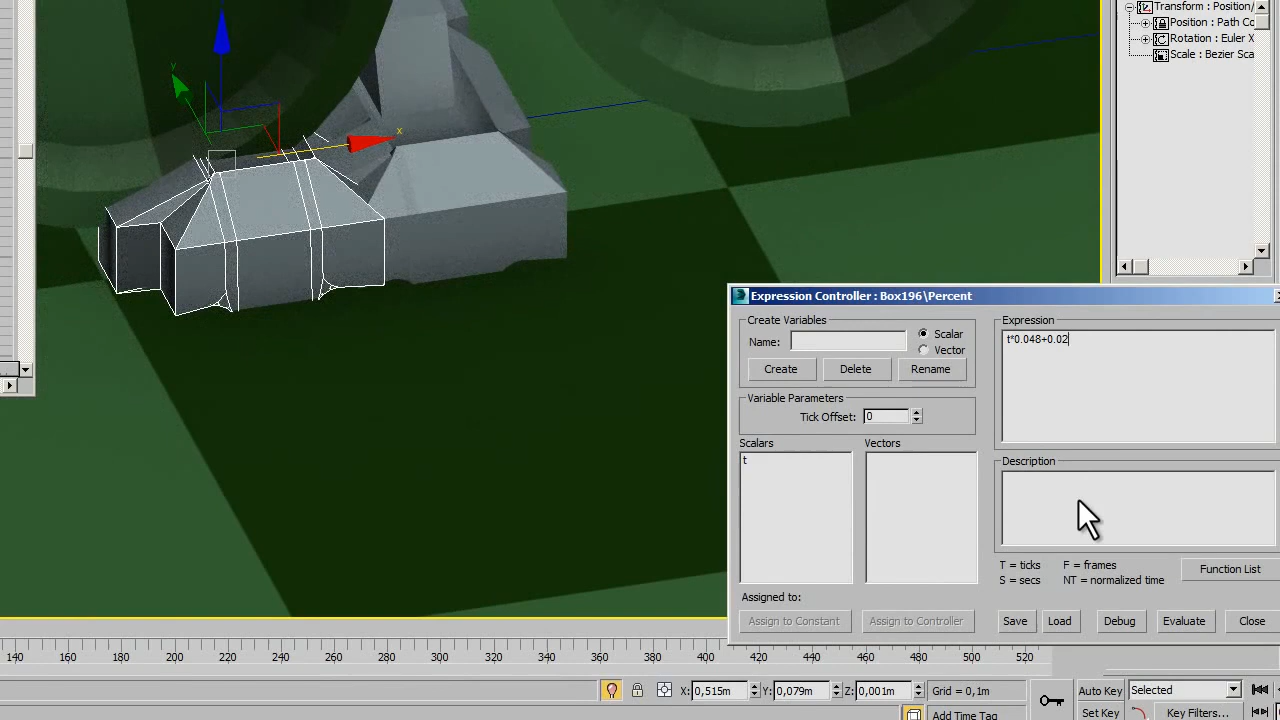 Transform : Position/
Position : Path Co
Rotation : Euler X
Scale : Bezier Sca
y
x
Expression Controller : Box196\Percent
Create Variables
Name:
Scalar
Vector
Create
Delete
Rename
Variable Parameters
Tick Offset: 0
Scalars
Vectors
t
Expression
t*0.048+0.02
Description
T = ticks F = frames
S = secs NT = normalized time
Function List
Assigned to:
Assign to Constant
Assign to Controller
Save
Load
Debug
Evaluate
Close
140 160 180 200 220 240 260 280 300 320 340 360 380 400 420 440 460 480 500 520
X: 0,515m Y: 0,079m Z: 0,001m Grid = 0,1m
Auto Key
Selected
Add Time Tag
Set Key
Key Filters...